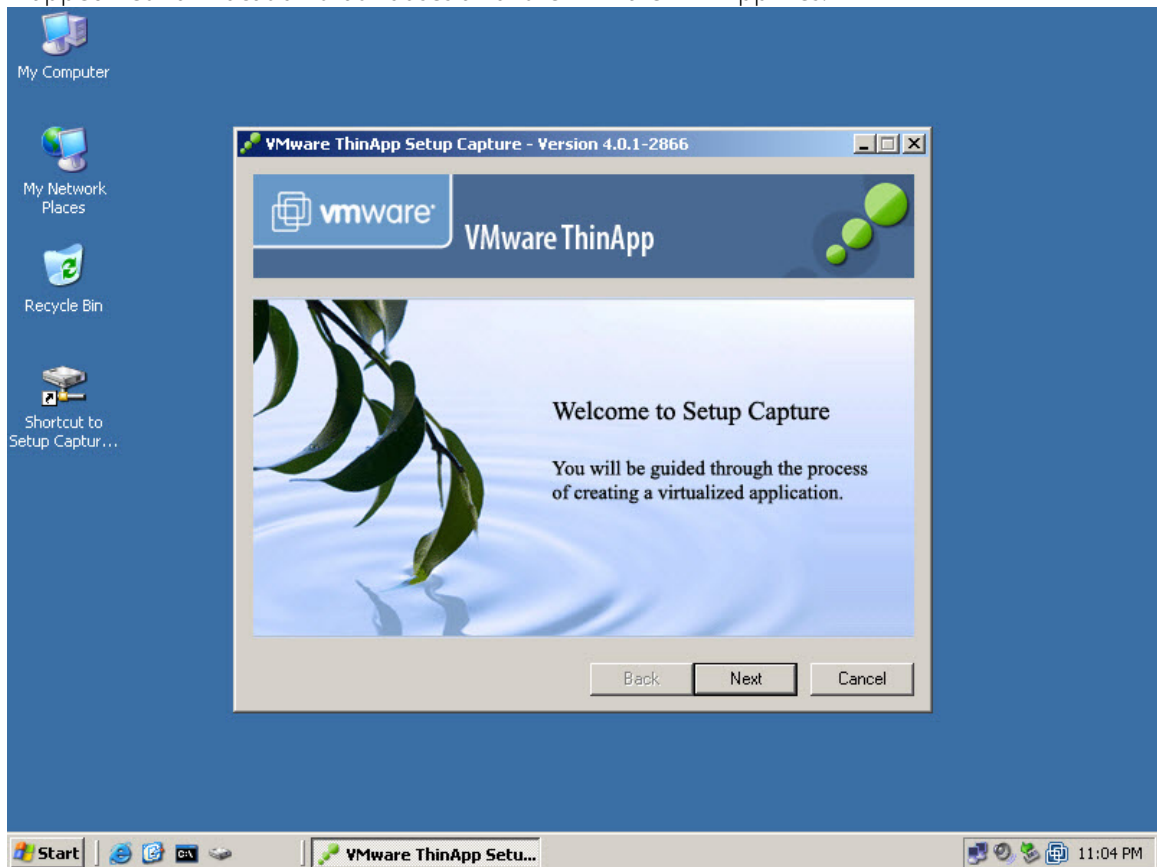 My Computer
My Network
Places
Recycle Bin
Shortcut to
Setup Captur...
VMware ThinApp Setup Capture - Version 4.0.1-2866
vmware
VMware ThinApp
Welcome to Setup Capture
You will be guided through the process
of creating a virtualized application.
Back
Next
Cancel
Start
VMware ThinApp Setu...
11:04 PM